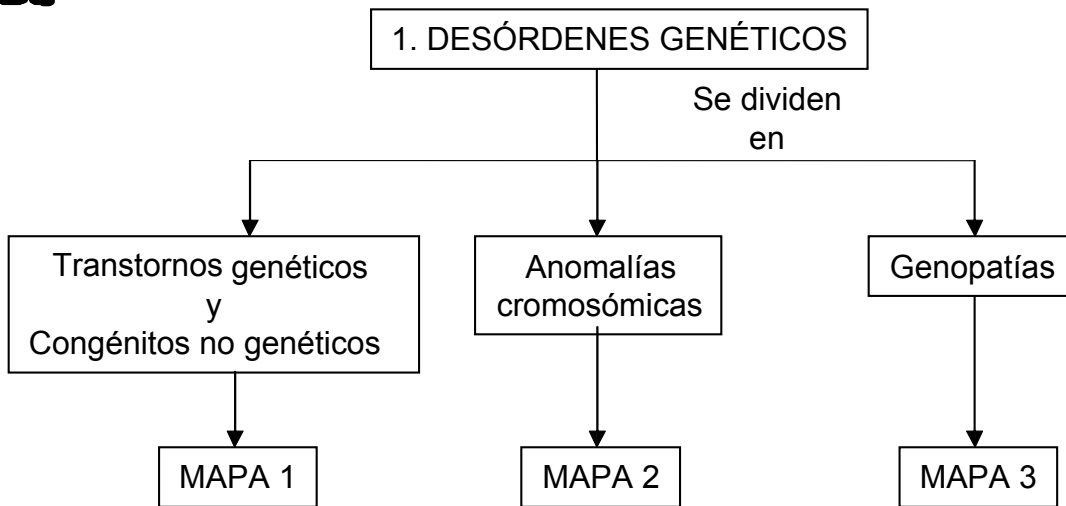 1. DESÓRDENES GENÉTICOS
Se dividen
en
Transtornos genéticos
y
Congénitos no genéticos
Anomalías
cromosómicas
Genopatías
MAPA 1
MAPA 2
MAPA 3